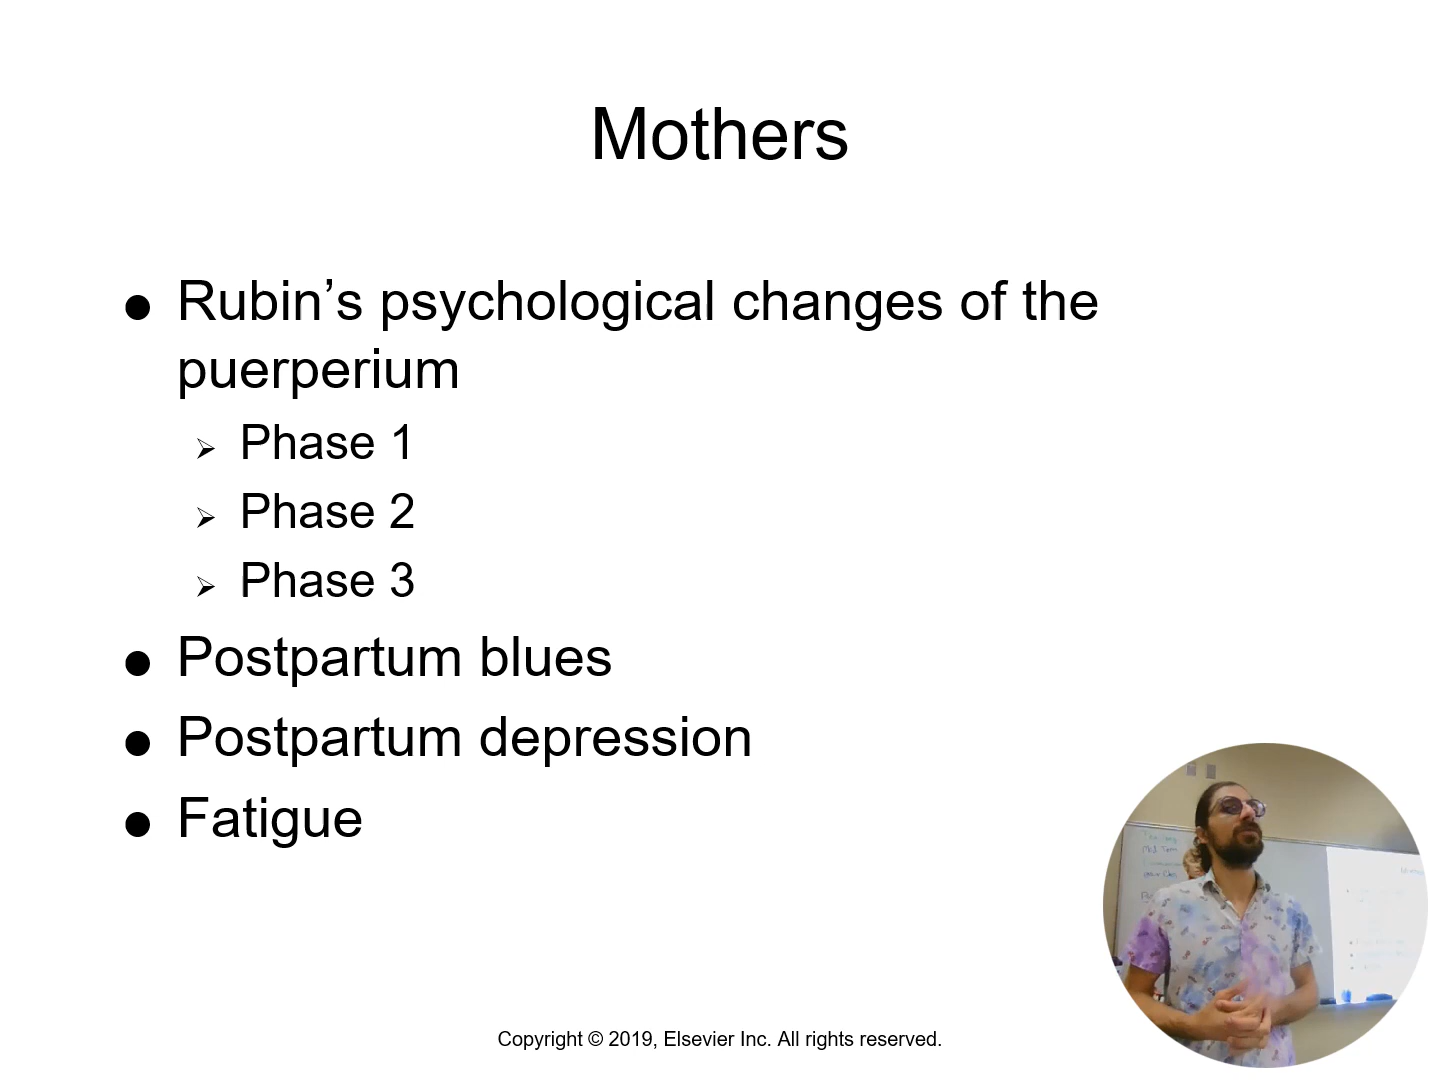 Mothers
● Rubin’s psychological changes of the
puerperium
➢ Phase 1
➢ Phase 2
➢ Phase 3
● Postpartum blues
● Postpartum depression
● Fatigue
Copyright © 2019, Elsevier Inc. All rights reserved.